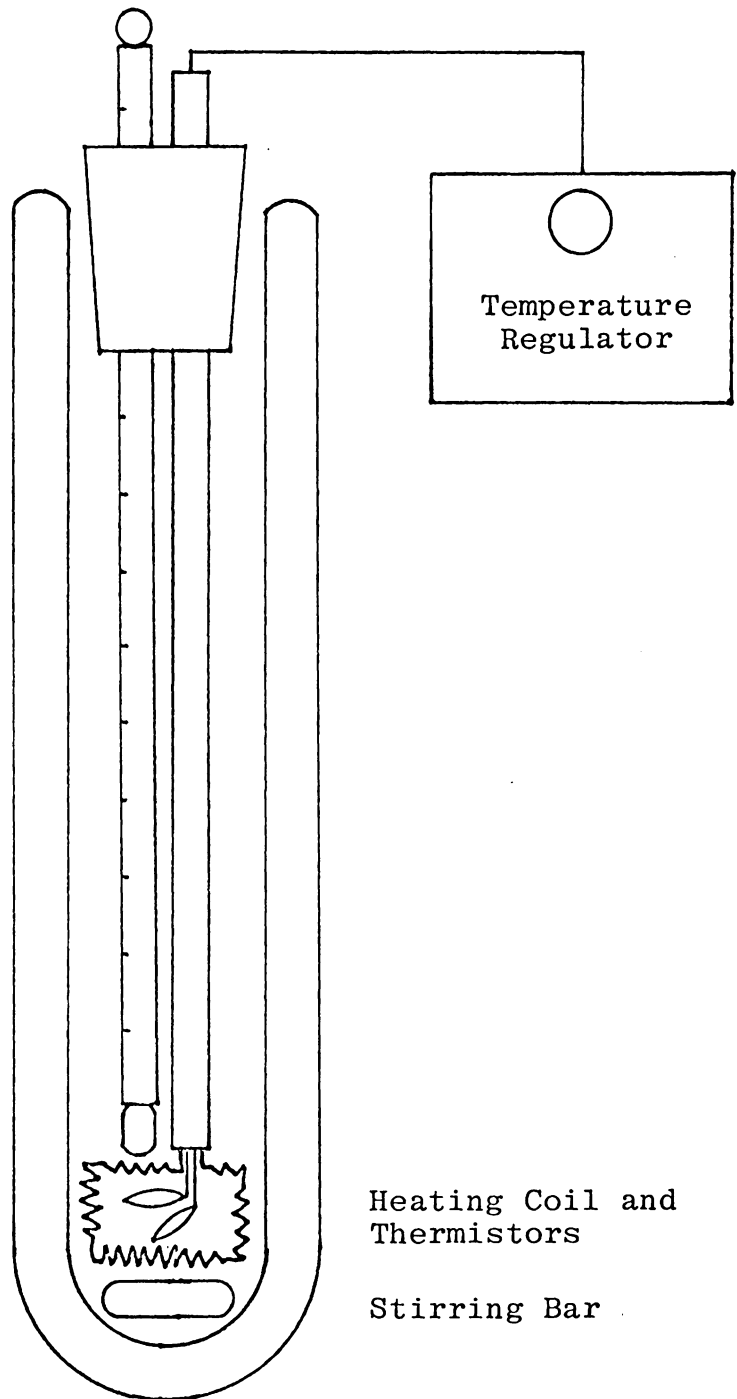 Temperature
Regulator
Heating Coil and
Thermistors
Stirring Bar